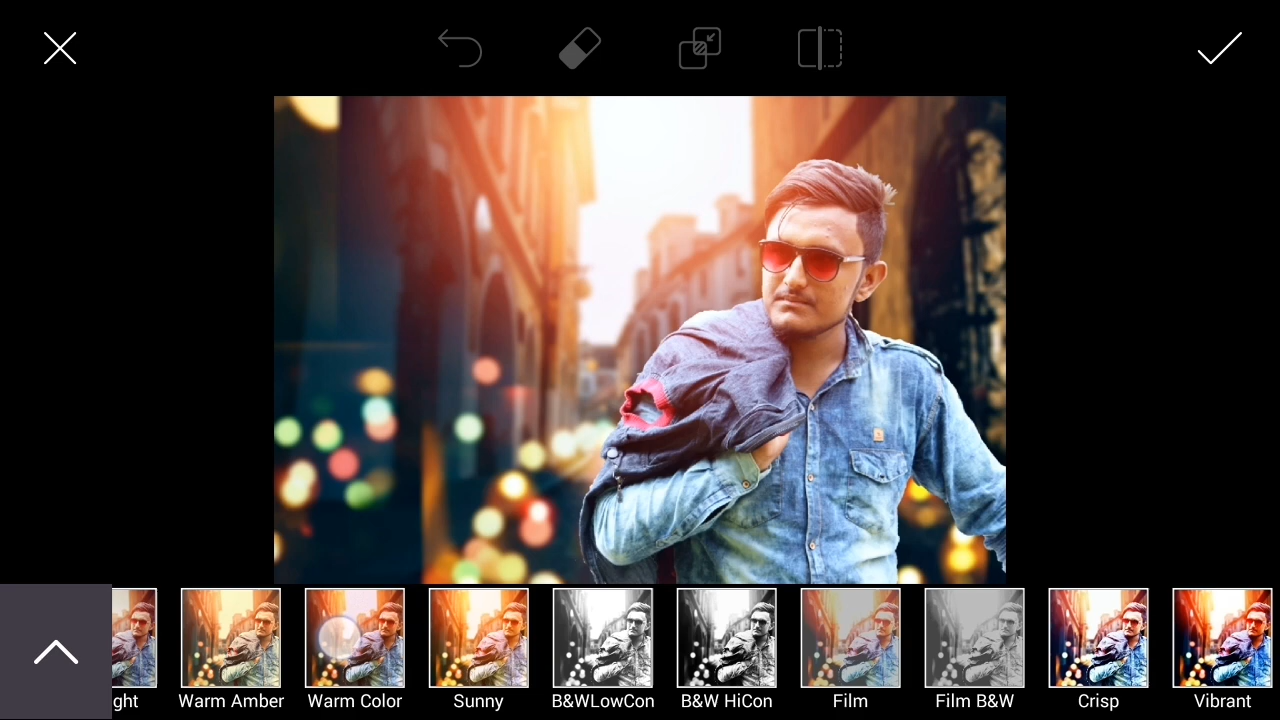 ght
Warm Amber
Warm Color
Sunny
B&WLowCon
B&W HiCon
Film
Film B&W
Crisp
Vibrant